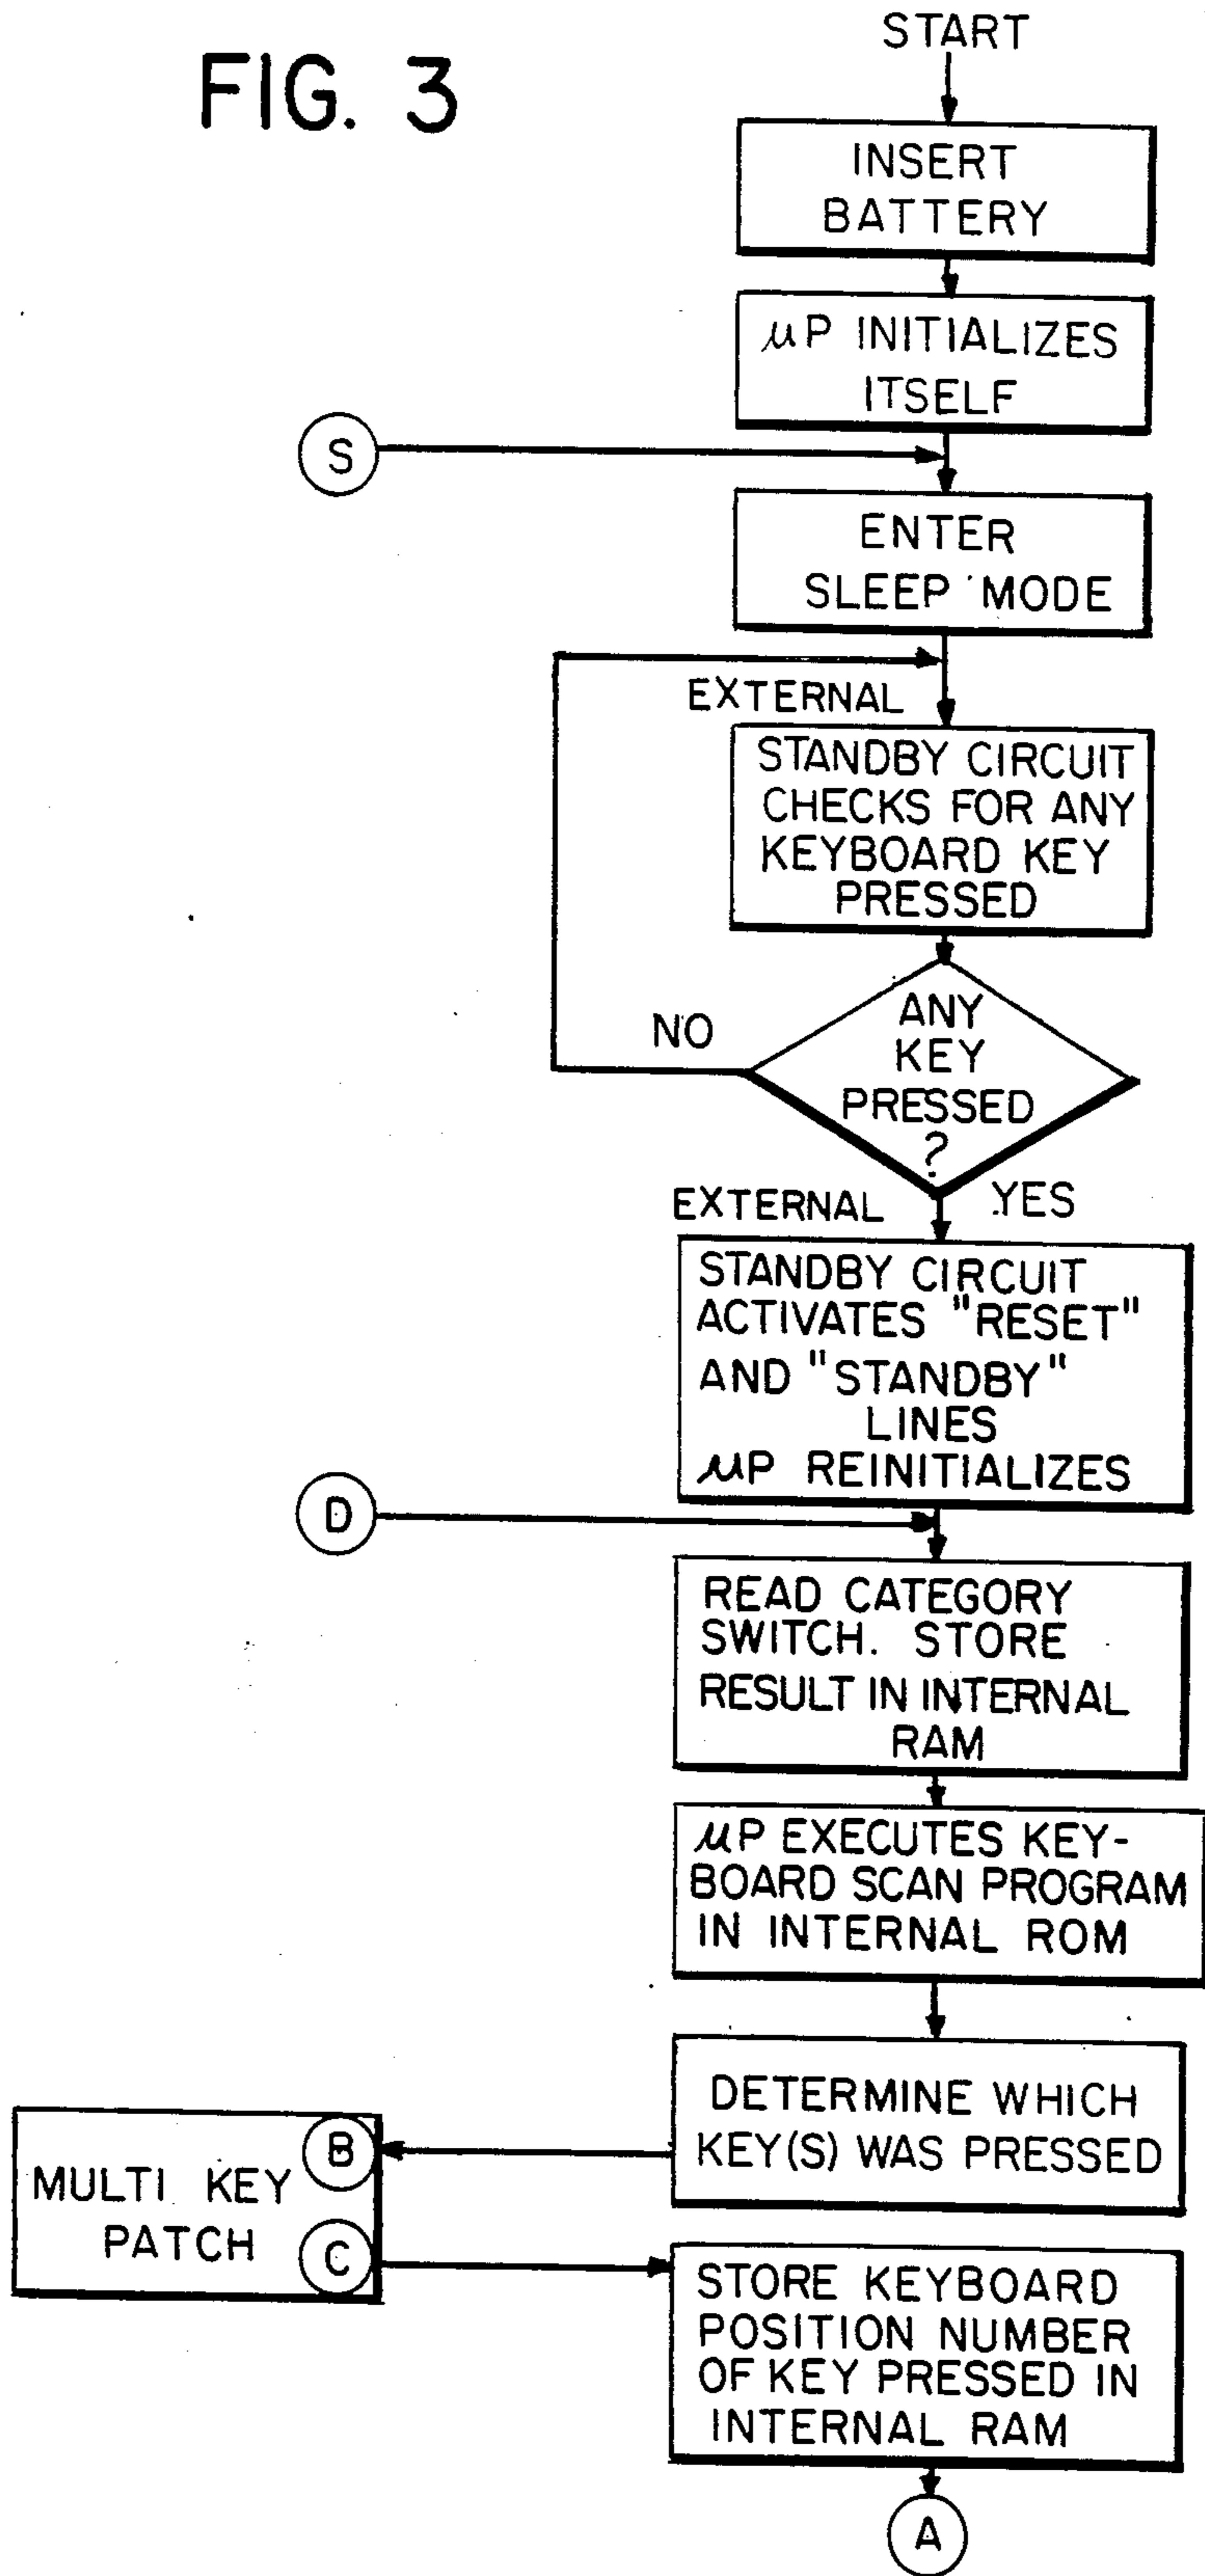 FIG. 3
START
INSERT
BATTERY
µP INITIALIZES
ITSELF
S
ENTER
SLEEP MODE
EXTERNAL
STANDBY CIRCUIT
CHECKS FOR ANY
KEYBOARD KEY
PRESSED
NO
ANY
KEY
PRESSED
?
EXTERNAL
YES
STANDBY CIRCUIT
ACTIVATES "RESET"
AND "STANDBY"
LINES
µP REINITIALIZES
D
READ CATEGORY
SWITCH. STORE
RESULT IN INTERNAL
RAM
µP EXECUTES KEY-
BOARD SCAN PROGRAM
IN INTERNAL ROM
DETERMINE WHICH
KEY(S) WAS PRESSED
B
MULTI KEY
PATCH
C
STORE KEYBOARD
POSITION NUMBER
OF KEY PRESSED IN
INTERNAL RAM
A